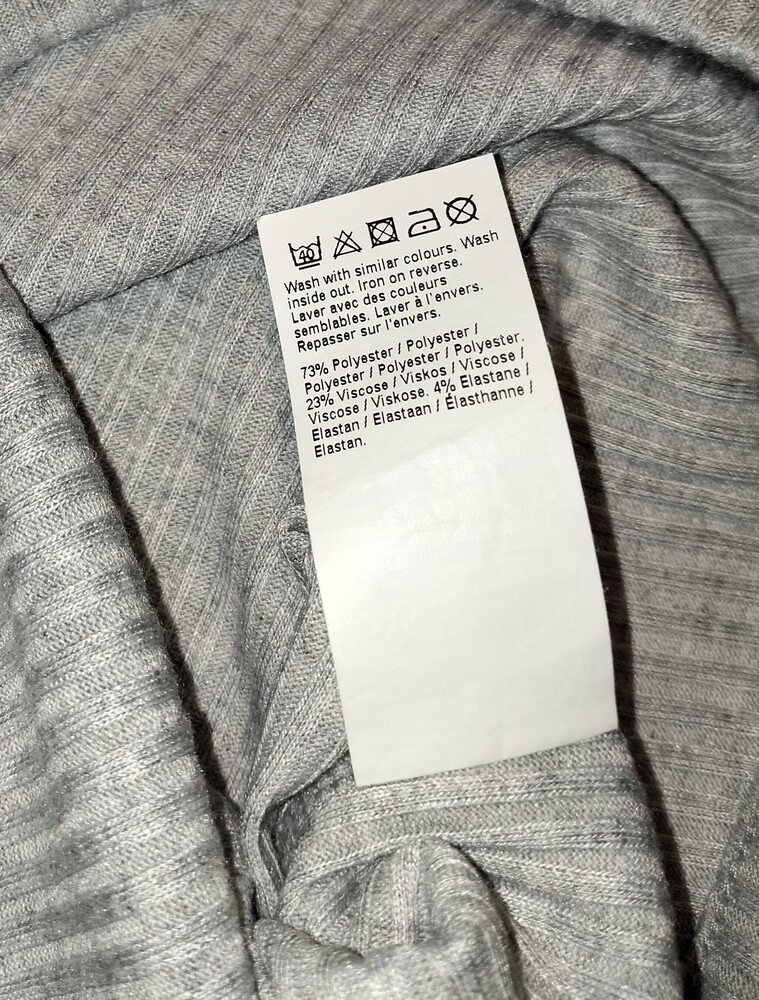 40
Wash with similar colours. Wash
inside out. Iron on reverse.
Laver avec des couleurs
semblables. Laver à l'envers.
Repasser sur l'envers.
73% Polyester / Polyester /
Polyester / Polyester / Polyester.
23% Viscose / Viskos / Viscose /
Viscose / Viskose. 4% Elastane /
Elastan / Elastaan / Élasthanne /
Elastan.